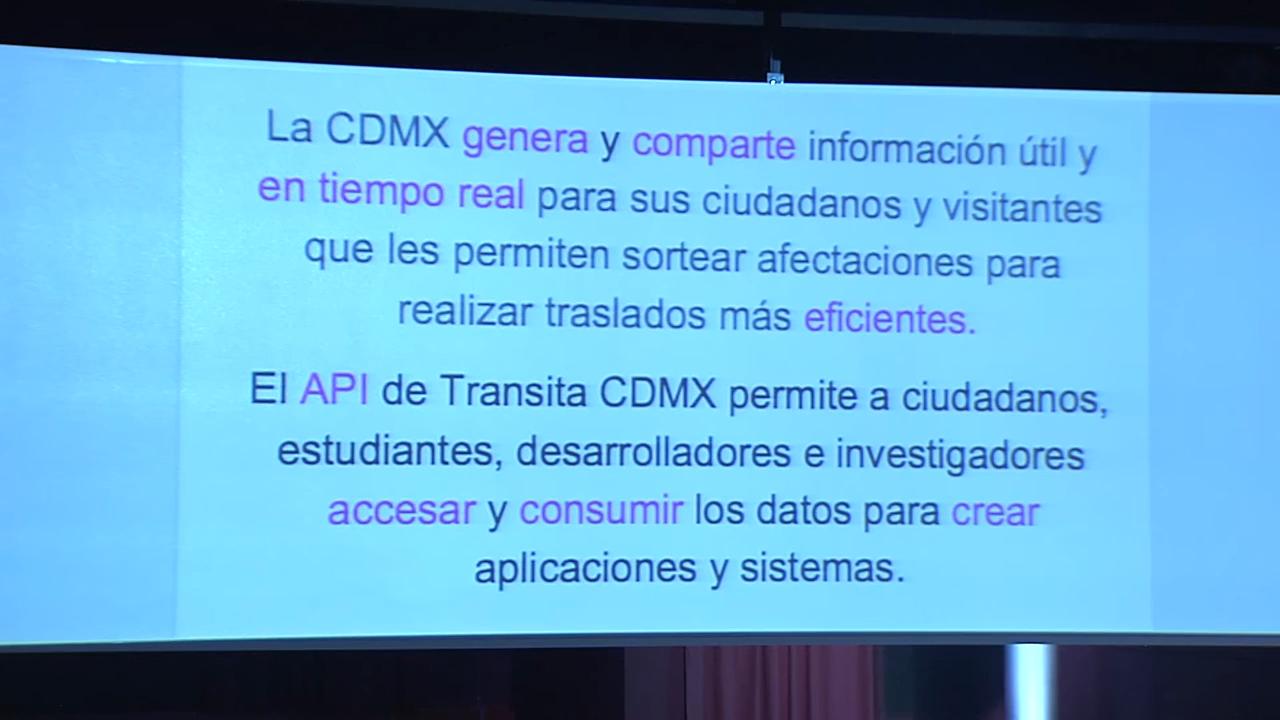 La CDMX genera y comparte información útil y
en tiempo real para sus ciudadanos y visitantes
que les permiten sortear afectaciones para
realizar traslados más eficientes.
El API de Transita CDMX permite a ciudadanos,
estudiantes, desarrolladores e investigadores
accesar y consumir los datos para crear
aplicaciones y sistemas.